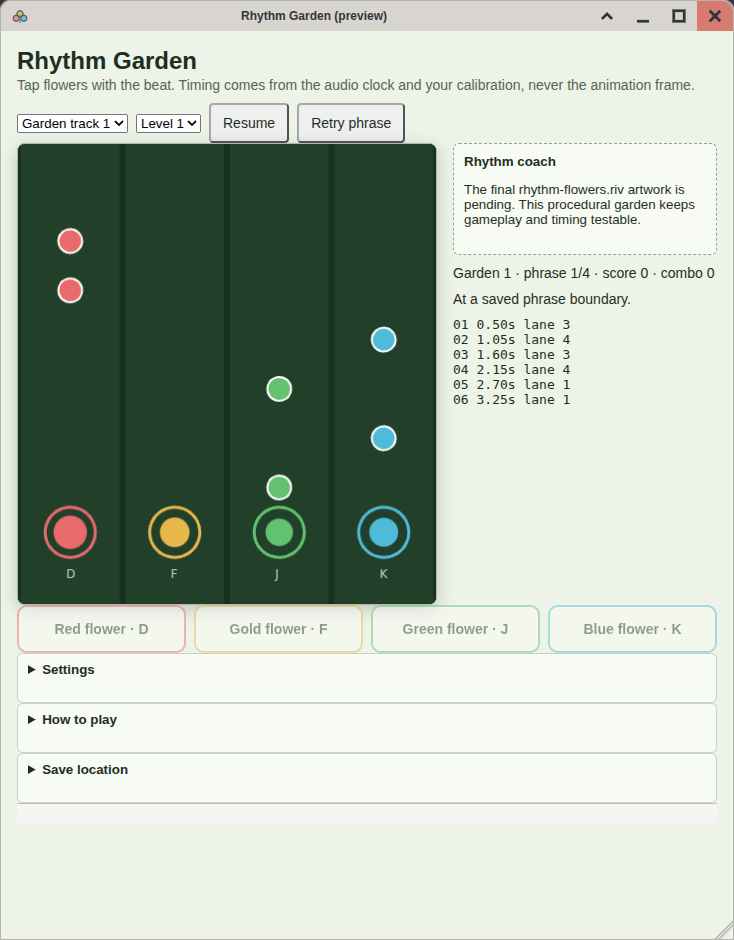 Rhythm Garden (preview)
Rhythm Garden
Tap flowers with the beat. Timing comes from the audio clock and your calibration, never the animation frame.
Garden track 1 Level 1 Resume Retry phrase
Rhythm coach
The final rhythm-flowers.riv artwork is
pending. This procedural garden keeps
gameplay and timing testable.
Garden 1 · phrase 1/4 · score 0 · combo 0
At a saved phrase boundary.
01 0.50s lane 3
02 1.05s lane 4
03 1.60s lane 3
04 2.15s lane 4
05 2.70s lane 1
06 3.25s lane 1
D F J K
Red flower · D Gold flower · F Green flower · J Blue flower · K
Settings
How to play
Save location